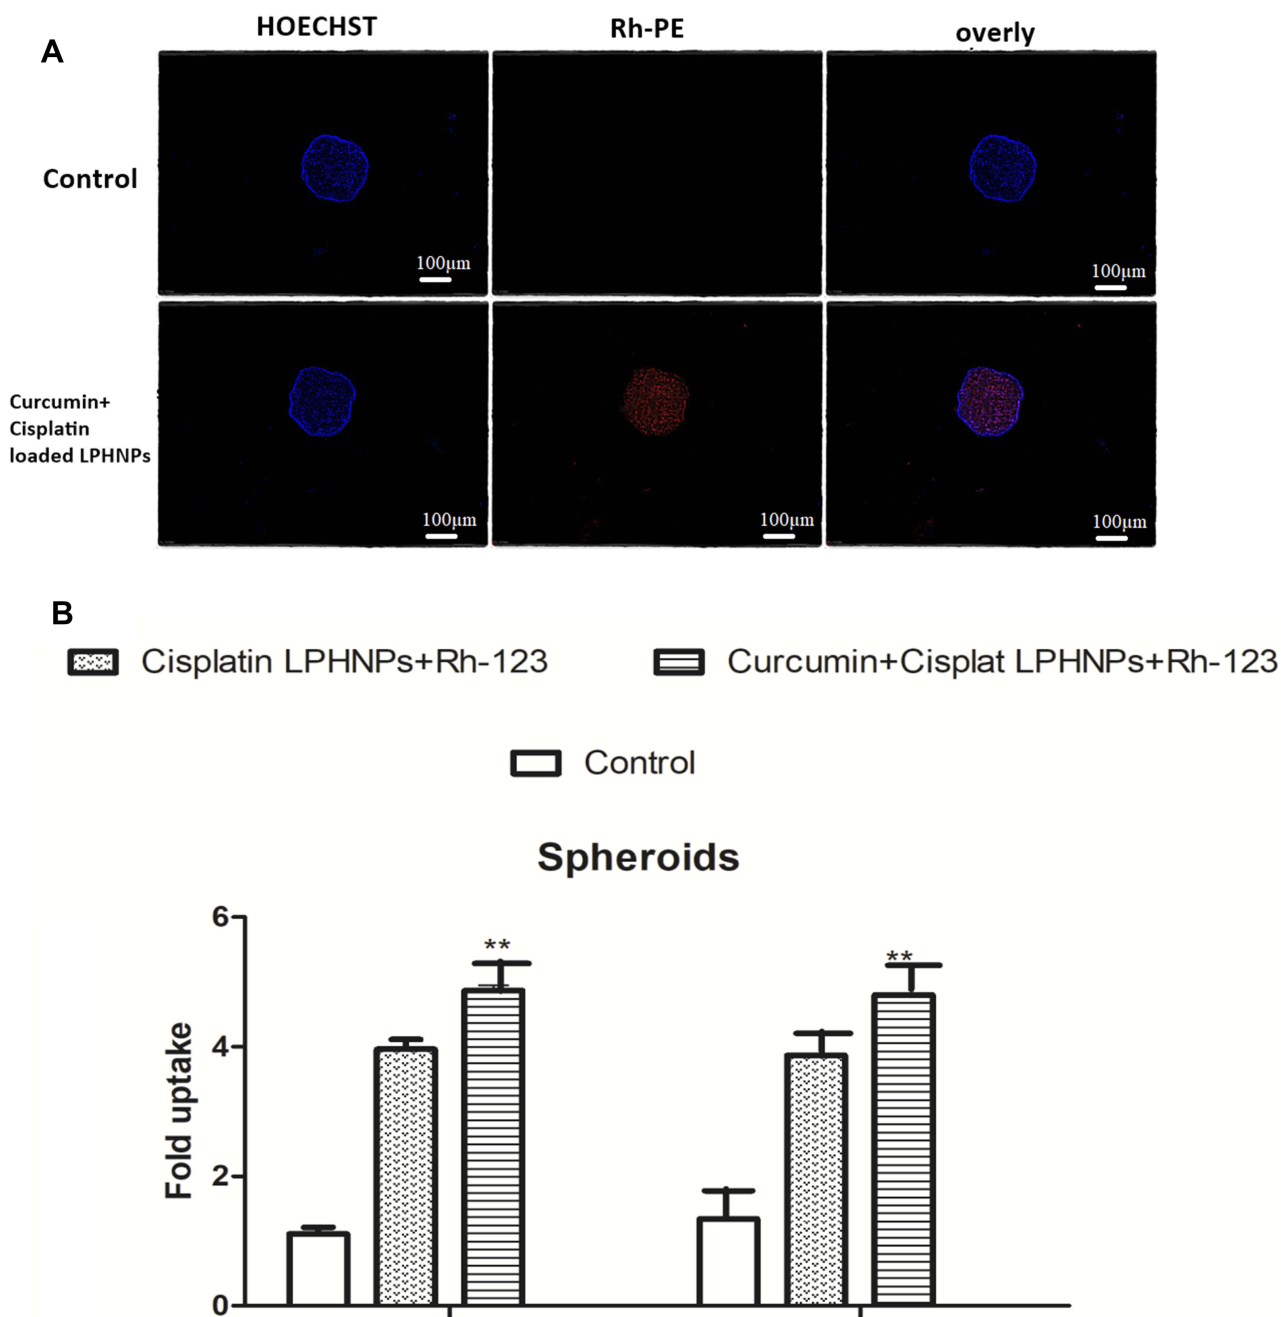 A
HOECHST
Rh-PE
overly
Control
100μm
100μm
Curcumin+
Cisplatin
loaded LPHNPs
100μm
100μm
100μm
B
Cisplatin LPHNPs+Rh-123
Curcumin+Cisplat LPHNPs+Rh-123
Control
Spheroids
Fold uptake
6
4
2
0
**
**